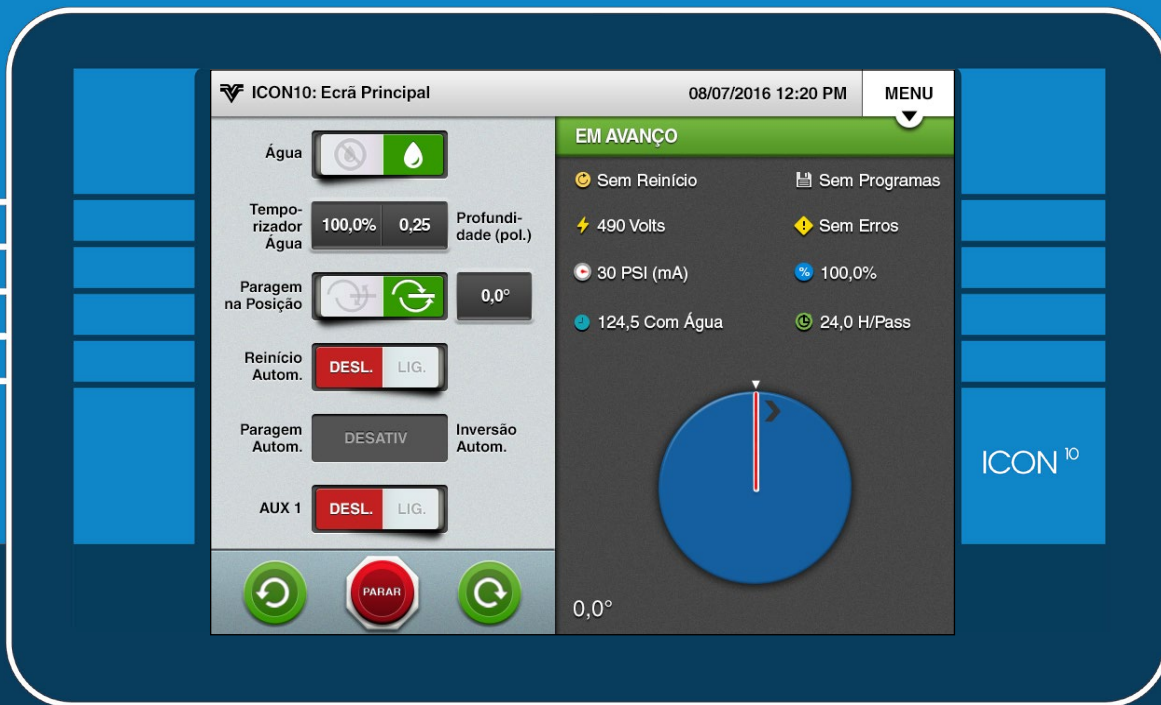 ICON10: Ecrã Principal
08/07/2016 12:20 PM
MENU
Água
Tempo-
rizador
Água
100,0%
0,25
Profundi-
dade (pol.)
Paragem
na Posição
0,0°
Reinício
Autom.
DESL.
LIG.
Paragem
Autom.
DESATIV
Inversão
Autom.
AUX 1
DESL.
LIG.
PARAR
EM AVANÇO
Sem Reinício
Sem Programas
490 Volts
Sem Erros
30 PSI (mA)
% 100,0%
124,5 Com Água
24,0 H/Pass
0,0°
ICON 10